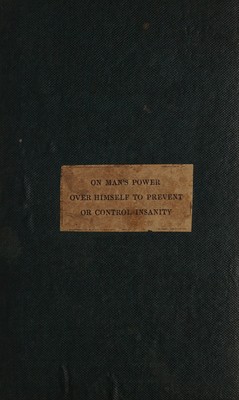 ON MAN'S POWER
OVER HIMSELF TO PREVENT
OR CONTROL INSANITY